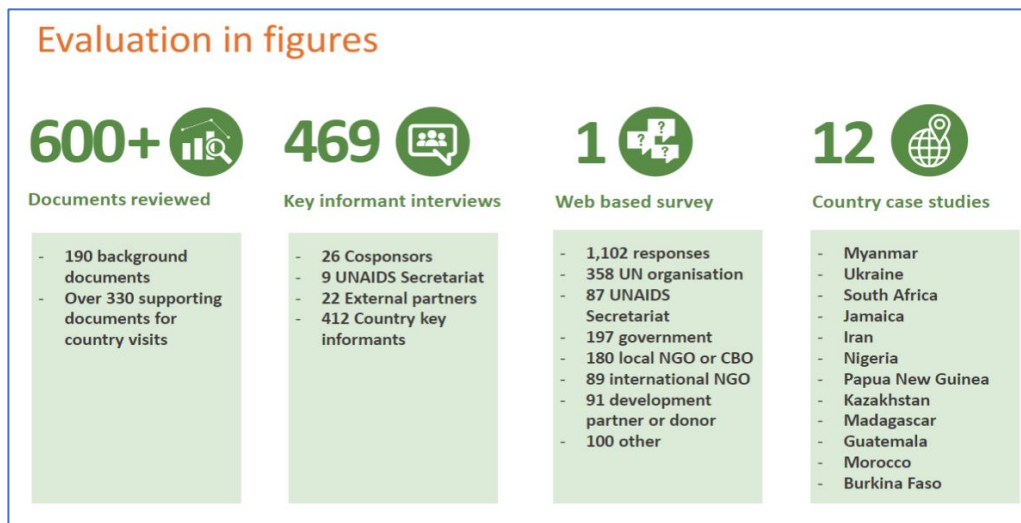 Evaluation in figures
600+
Documents reviewed
- 190 background
documents
- Over 330 supporting
documents for
country visits
469
Key informant interviews
- 26 Cosponsors
- 9 UNAIDS Secretariat
- 22 External partners
- 412 Country key
informants
1
? ? ?
Web based survey
- 1,102 responses
- 358 UN organisation
- 87 UNAIDS
Secretariat
- 197 government
- 180 local NGO or CBO
- 89 international NGO
- 91 development
partner or donor
- 100 other
12
Country case studies
- Myanmar
- Ukraine
- South Africa
- Jamaica
- Iran
- Nigeria
- Papua New Guinea
- Kazakhstan
- Madagascar
- Guatemala
- Morocco
- Burkina Faso